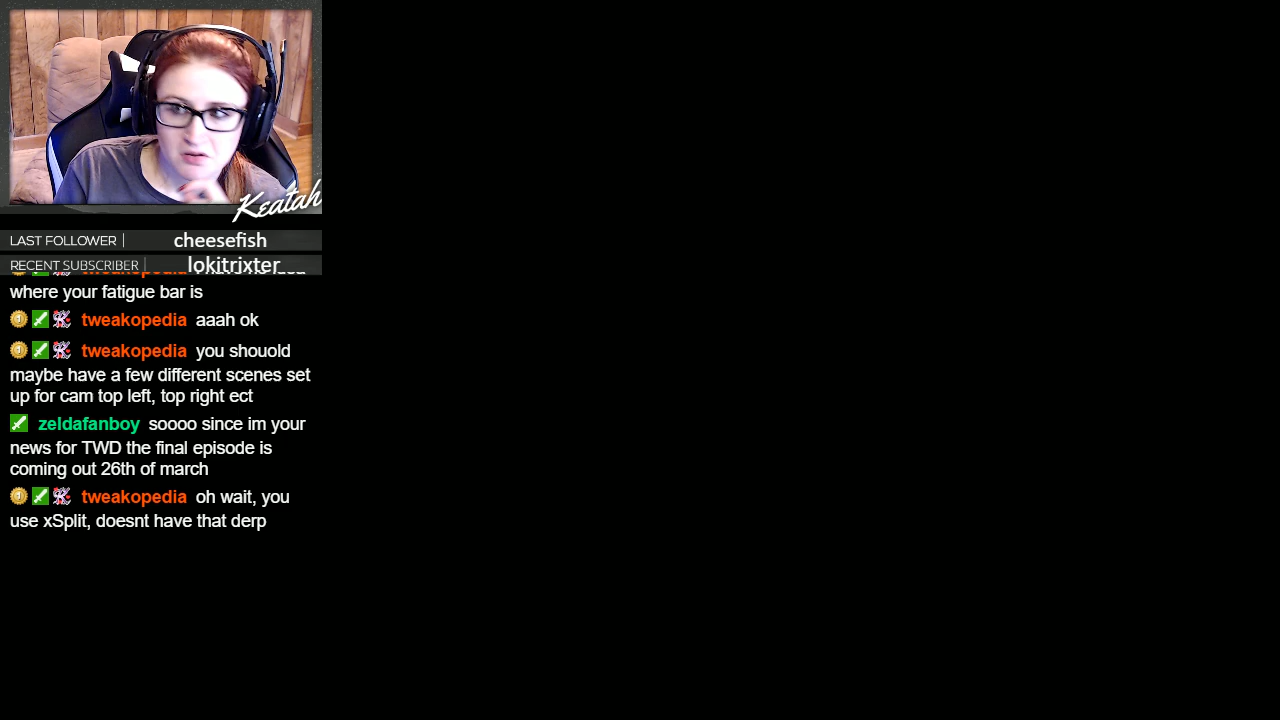 Keatah
LAST FOLLOWER | cheesefish
RECENT SUBSCRIBER | lokitrixter
tweakopedia
where your fatigue bar is
tweakopedia aaah ok
tweakopedia you shouold
maybe have a few different scenes set
up for cam top left, top right ect
zeldafanboy soooo since im your
news for TWD the final episode is
coming out 26th of march
tweakopedia oh wait, you
use xSplit, doesnt have that derp